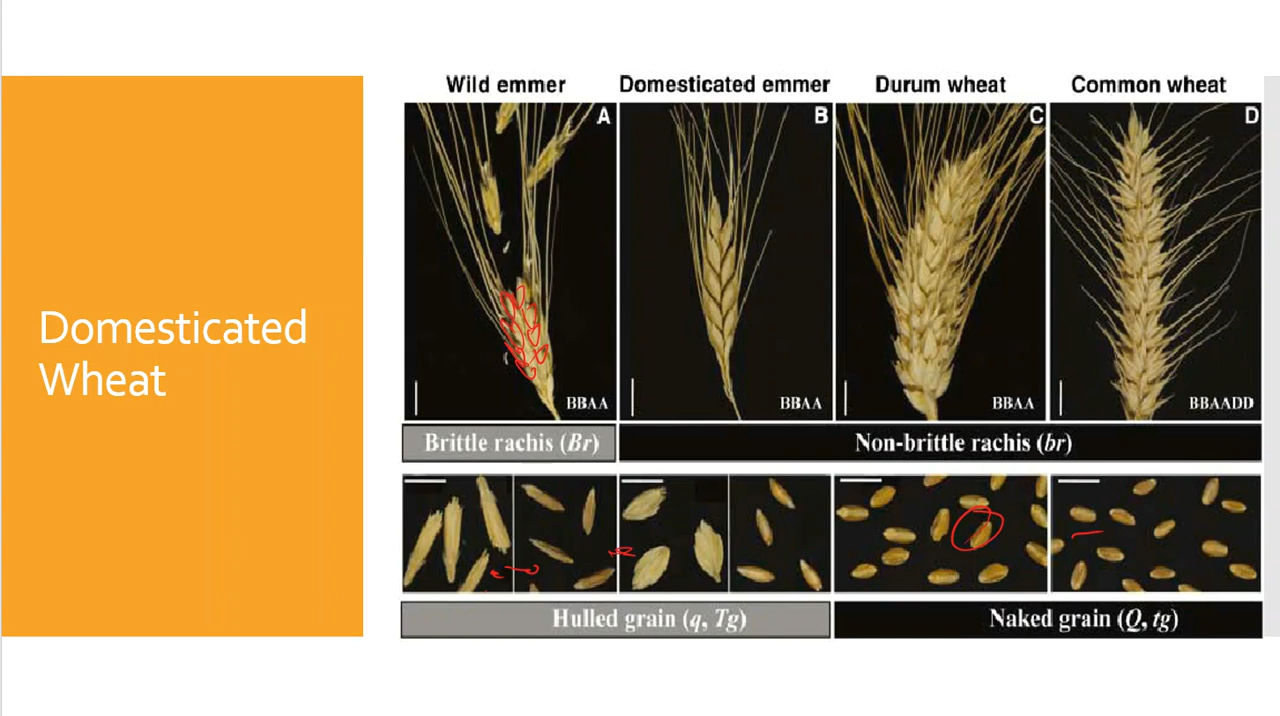 Domesticated
Wheat
Wild emmer
Domesticated emmer
Durum wheat
Common wheat
A
B
C
D
BBAA
BBAA
BBAA
BBAADD
Brittle rachis (Br)
Non-brittle rachis (br)
Hulled grain (q, Tg)
Naked grain (Q, tg)